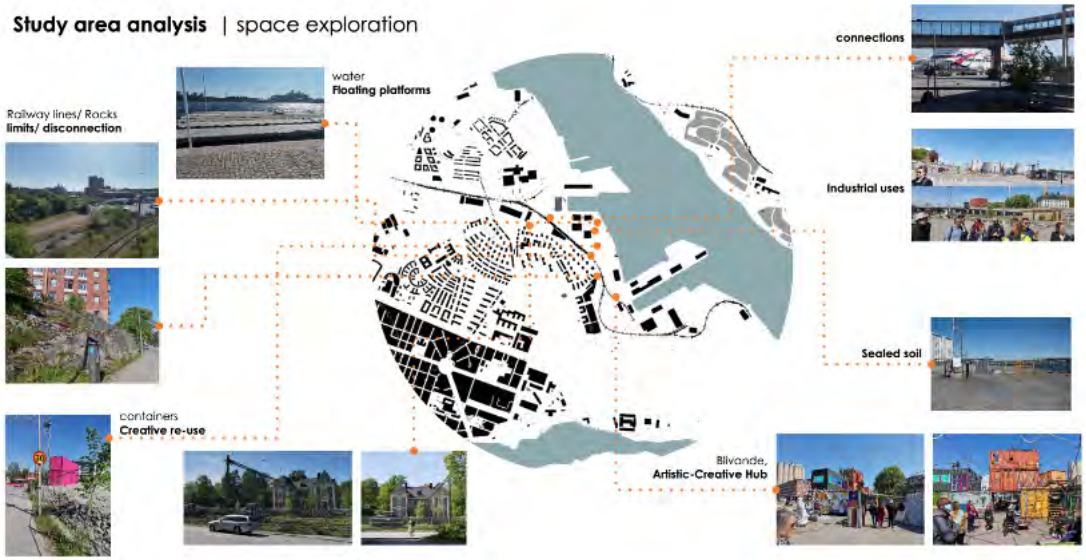 Study area analysis | space exploration
water
Floating platforms
Railway lines/ Rocks
limits/ disconnection
containers
Creative re-use
connections
Industrial uses
Sealed soil
Blivande,
Artistic-Creative Hub